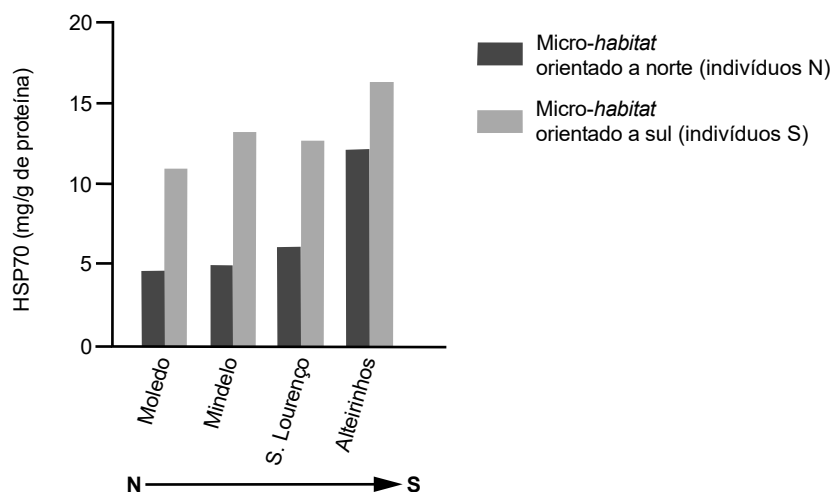 HSP70 (mg/g de proteína)
20
15
10
5
0
Moledo
Mindelo
S. Lourenço
Alteirinhos
N
S
Micro-habitat
orientado a norte (indivíduos N)
Micro-habitat
orientado a sul (indivíduos S)